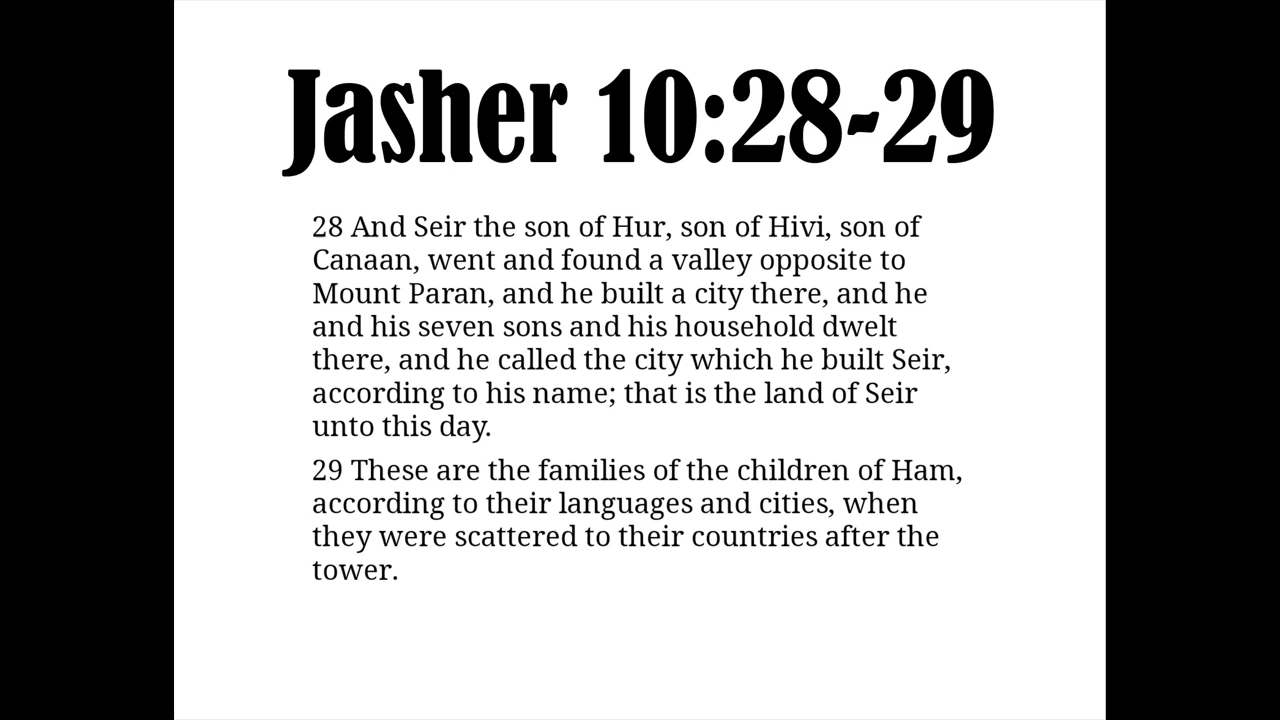 Jasher 10:28-29
28 And Seir the son of Hur, son of Hivi, son of
Canaan, went and found a valley opposite to
Mount Paran, and he built a city there, and he
and his seven sons and his household dwelt
there, and he called the city which he built Seir,
according to his name; that is the land of Seir
unto this day.
29 These are the families of the children of Ham,
according to their languages and cities, when
they were scattered to their countries after the
tower.